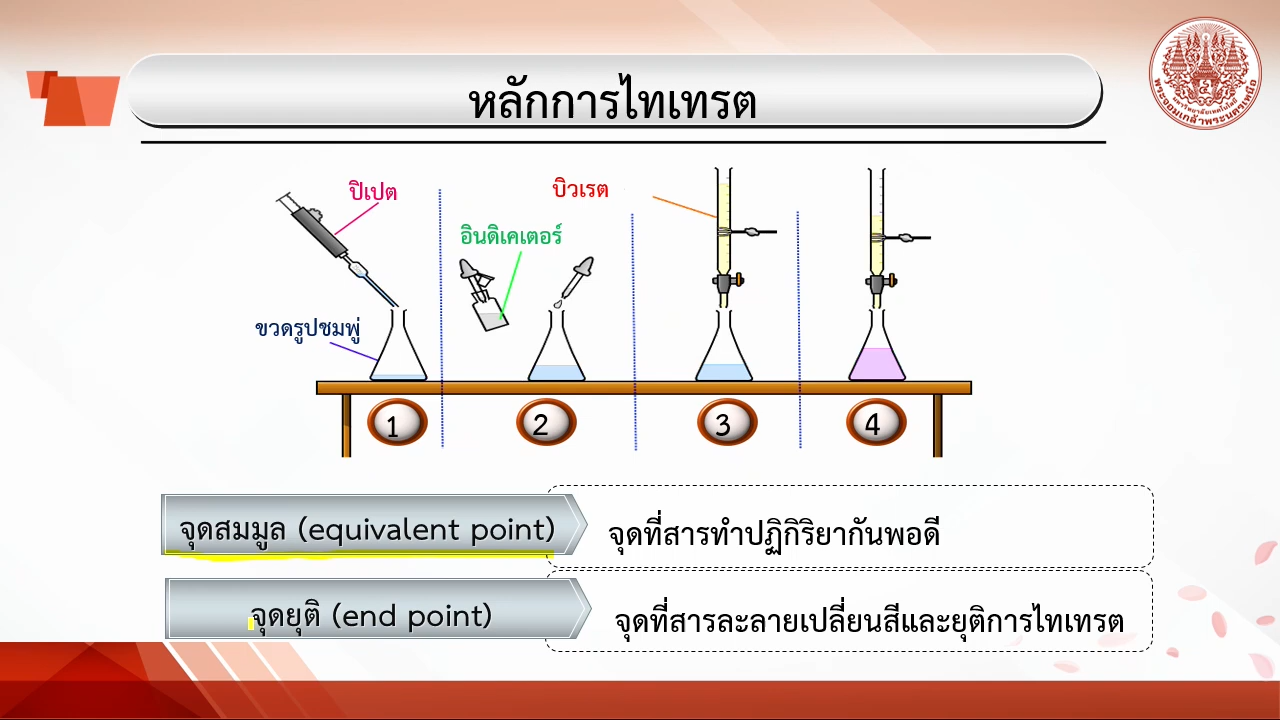 หลักการไทเทรต
ปิเปต
บิวเรต
อินดิเคเตอร์
ขวดรูปชมพู่
1
2
3
4
จุดสมมูล (equivalent point)
จุดที่สารทำปฏิกิริยากันพอดี
จุดยุติ (end point)
จุดที่สารละลายเปลี่ยนสีและยุติการไทเทรต